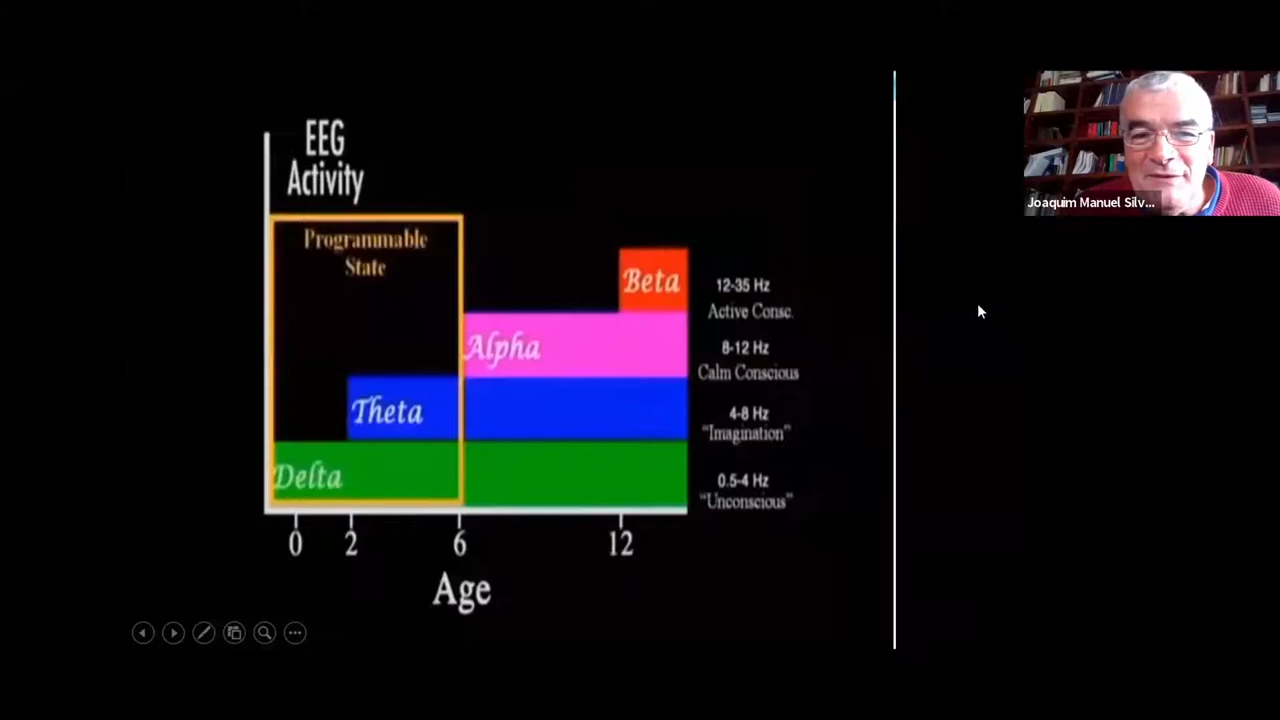 EEG
Activity
Programmable
State
Beta
12-35 Hz
Active Consc.
Alpha
8-12 Hz
Calm Conscious
Theta
4-8 Hz
"Imagination"
Delta
0.5-4 Hz
"Unconscious"
0 2 6 12
Age
Joaquim Manuel Silv...